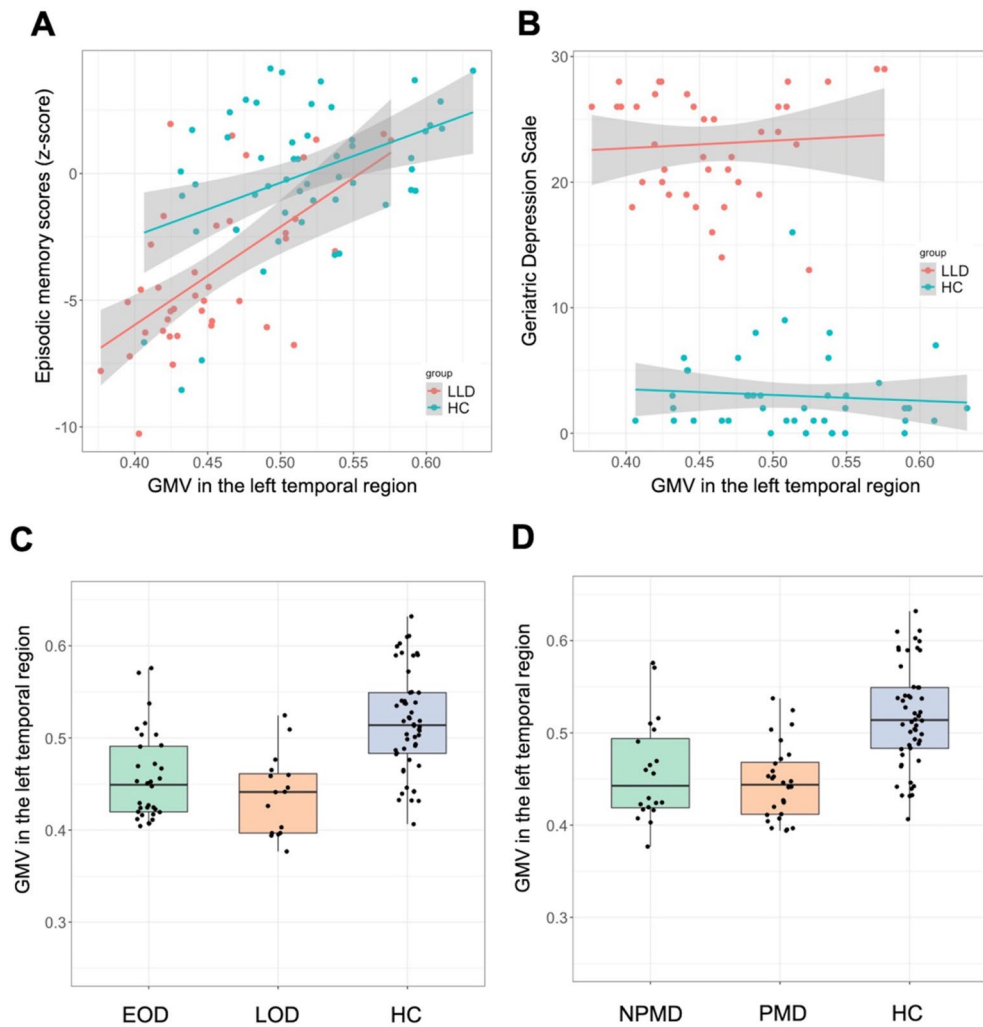 A
Episodic memory scores (z-score)
0
-5
-10
0.40 0.45 0.50 0.55 0.60
GMV in the left temporal region
group
LLD
HC
B
Geriatric Depression Scale
30
20
10
0
0.40 0.45 0.50 0.55 0.60
GMV in the left temporal region
group
LLD
HC
C
GMV in the left temporal region
0.6
0.5
0.4
0.3
EOD LOD HC
D
GMV in the left temporal region
0.6
0.5
0.4
0.3
NPMD PMD HC